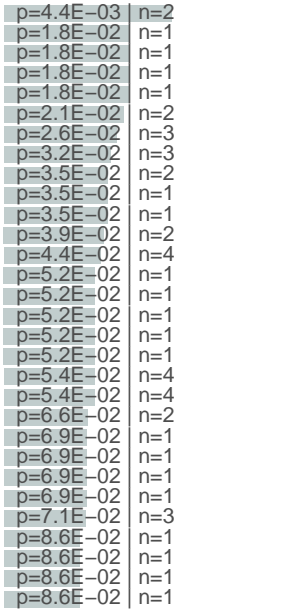 p=4.4E−03 | n=2
p=1.8E−02 | n=1
p=1.8E−02 | n=1
p=1.8E−02 | n=1
p=1.8E−02 | n=1
p=2.1E−02 | n=2
p=2.6E−02 | n=3
p=3.2E−02 | n=3
p=3.5E−02 | n=2
p=3.5E−02 | n=1
p=3.5E−02 | n=1
p=3.9E−02 | n=2
p=4.4E−02 | n=4
p=5.2E−02 | n=1
p=5.2E−02 | n=1
p=5.2E−02 | n=1
p=5.2E−02 | n=1
p=5.2E−02 | n=1
p=5.4E−02 | n=4
p=5.4E−02 | n=4
p=6.6E−02 | n=2
p=6.9E−02 | n=1
p=6.9E−02 | n=1
p=6.9E−02 | n=1
p=6.9E−02 | n=1
p=7.1E−02 | n=3
p=8.6E−02 | n=1
p=8.6E−02 | n=1
p=8.6E−02 | n=1
p=8.6E−02 | n=1